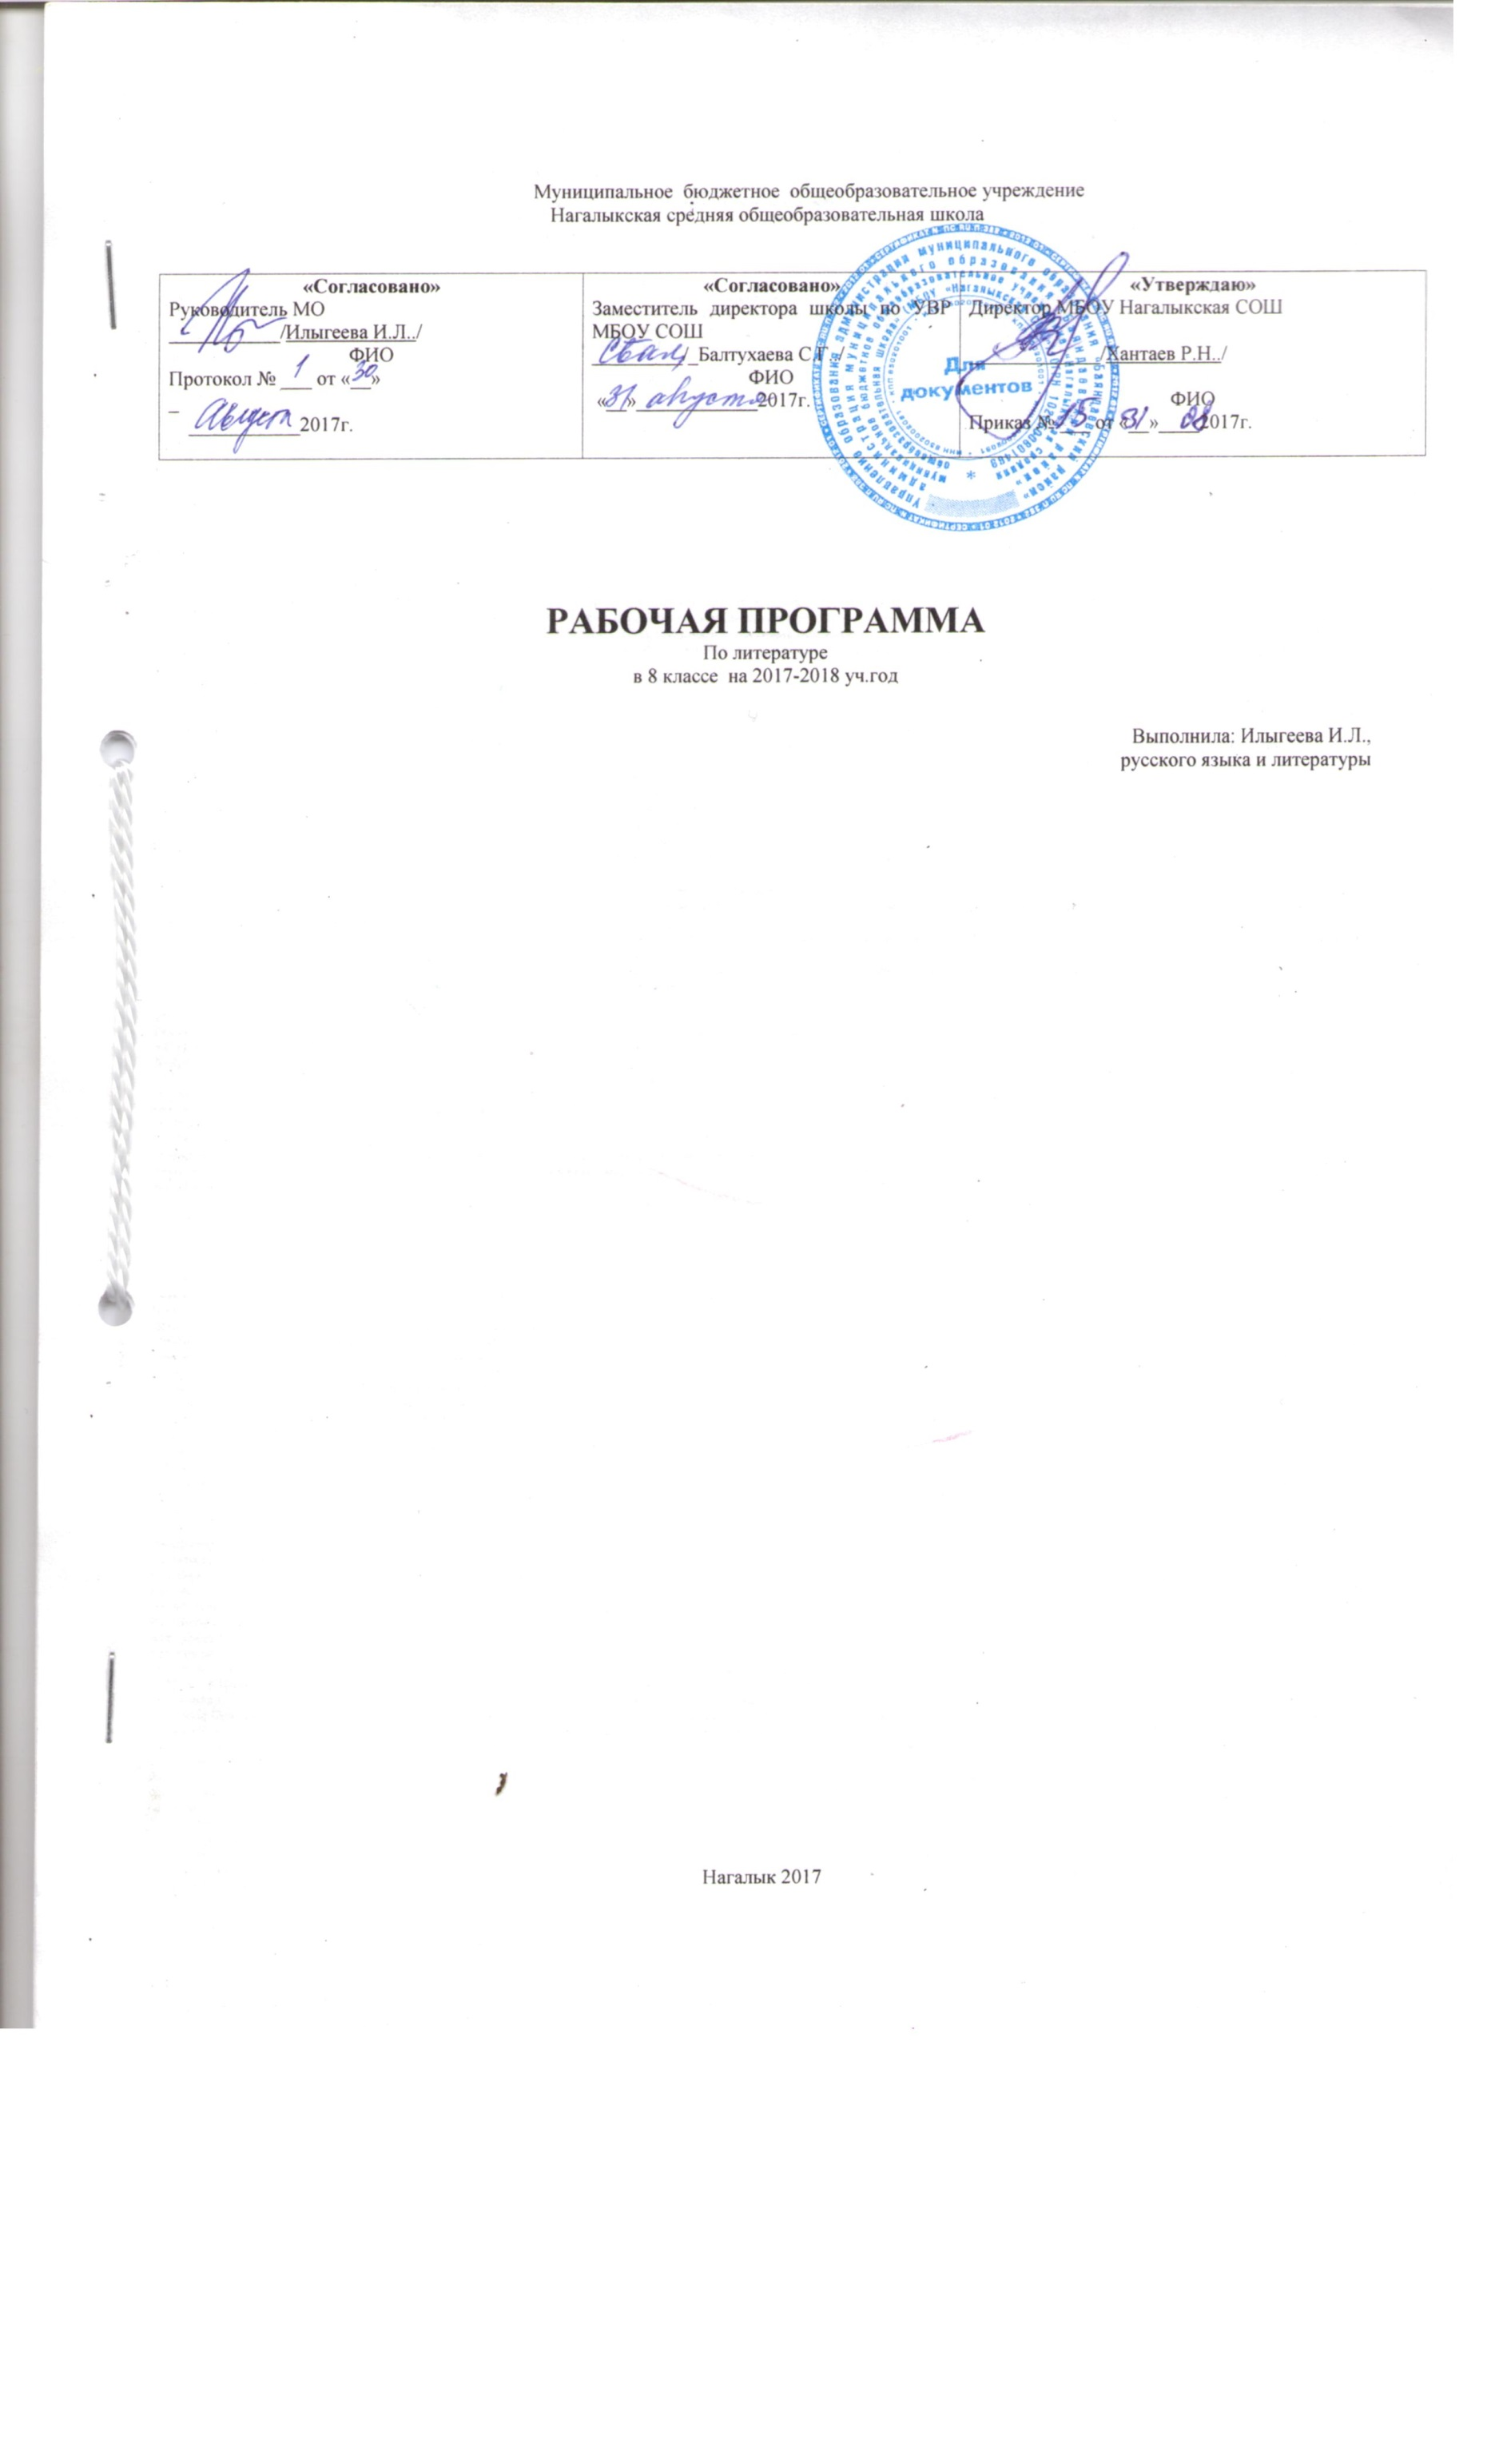 Муниципальное бюджетное общеобразовательное учреждение
Нагалыкская средняя общеобразовательная школа
«Согласовано»
Руководитель МО
____________/Илыгеева И.Л../
ФИО
Протокол № 1 от «30»
_ Август 2017г.
«Согласовано»
Заместитель директора школы по УВР
МБОУ СОШ
/_Балтухаева С.Г../
ФИО
«31» августа 2017г.
«Утверждаю»
Директор МБОУ Нагалыкская СОШ
/Хантаев Р.Н../
ФИО
Приказ № 15 от «31» 08 2017г.
Для
документов
РАБОЧАЯ ПРОГРАММА
По литературе
в 8 классе на 2017-2018 уч.год
Выполнила: Илыгеева И.Л.,
русского языка и литературы
Нагалык 2017